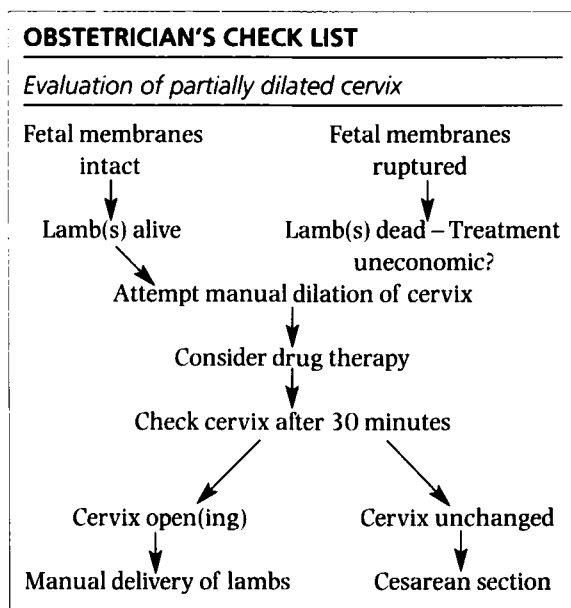 OBSTETRICIAN'S CHECK LIST
Evaluation of partially dilated cervix
Fetal membranes
intact
Fetal membranes
ruptured
Lamb(s) alive
Lamb(s) dead – Treatment
uneconomic?
Attempt manual dilation of cervix
Consider drug therapy
Check cervix after 30 minutes
Cervix open(ing)
Cervix unchanged
Manual delivery of lambs
Cesarean section